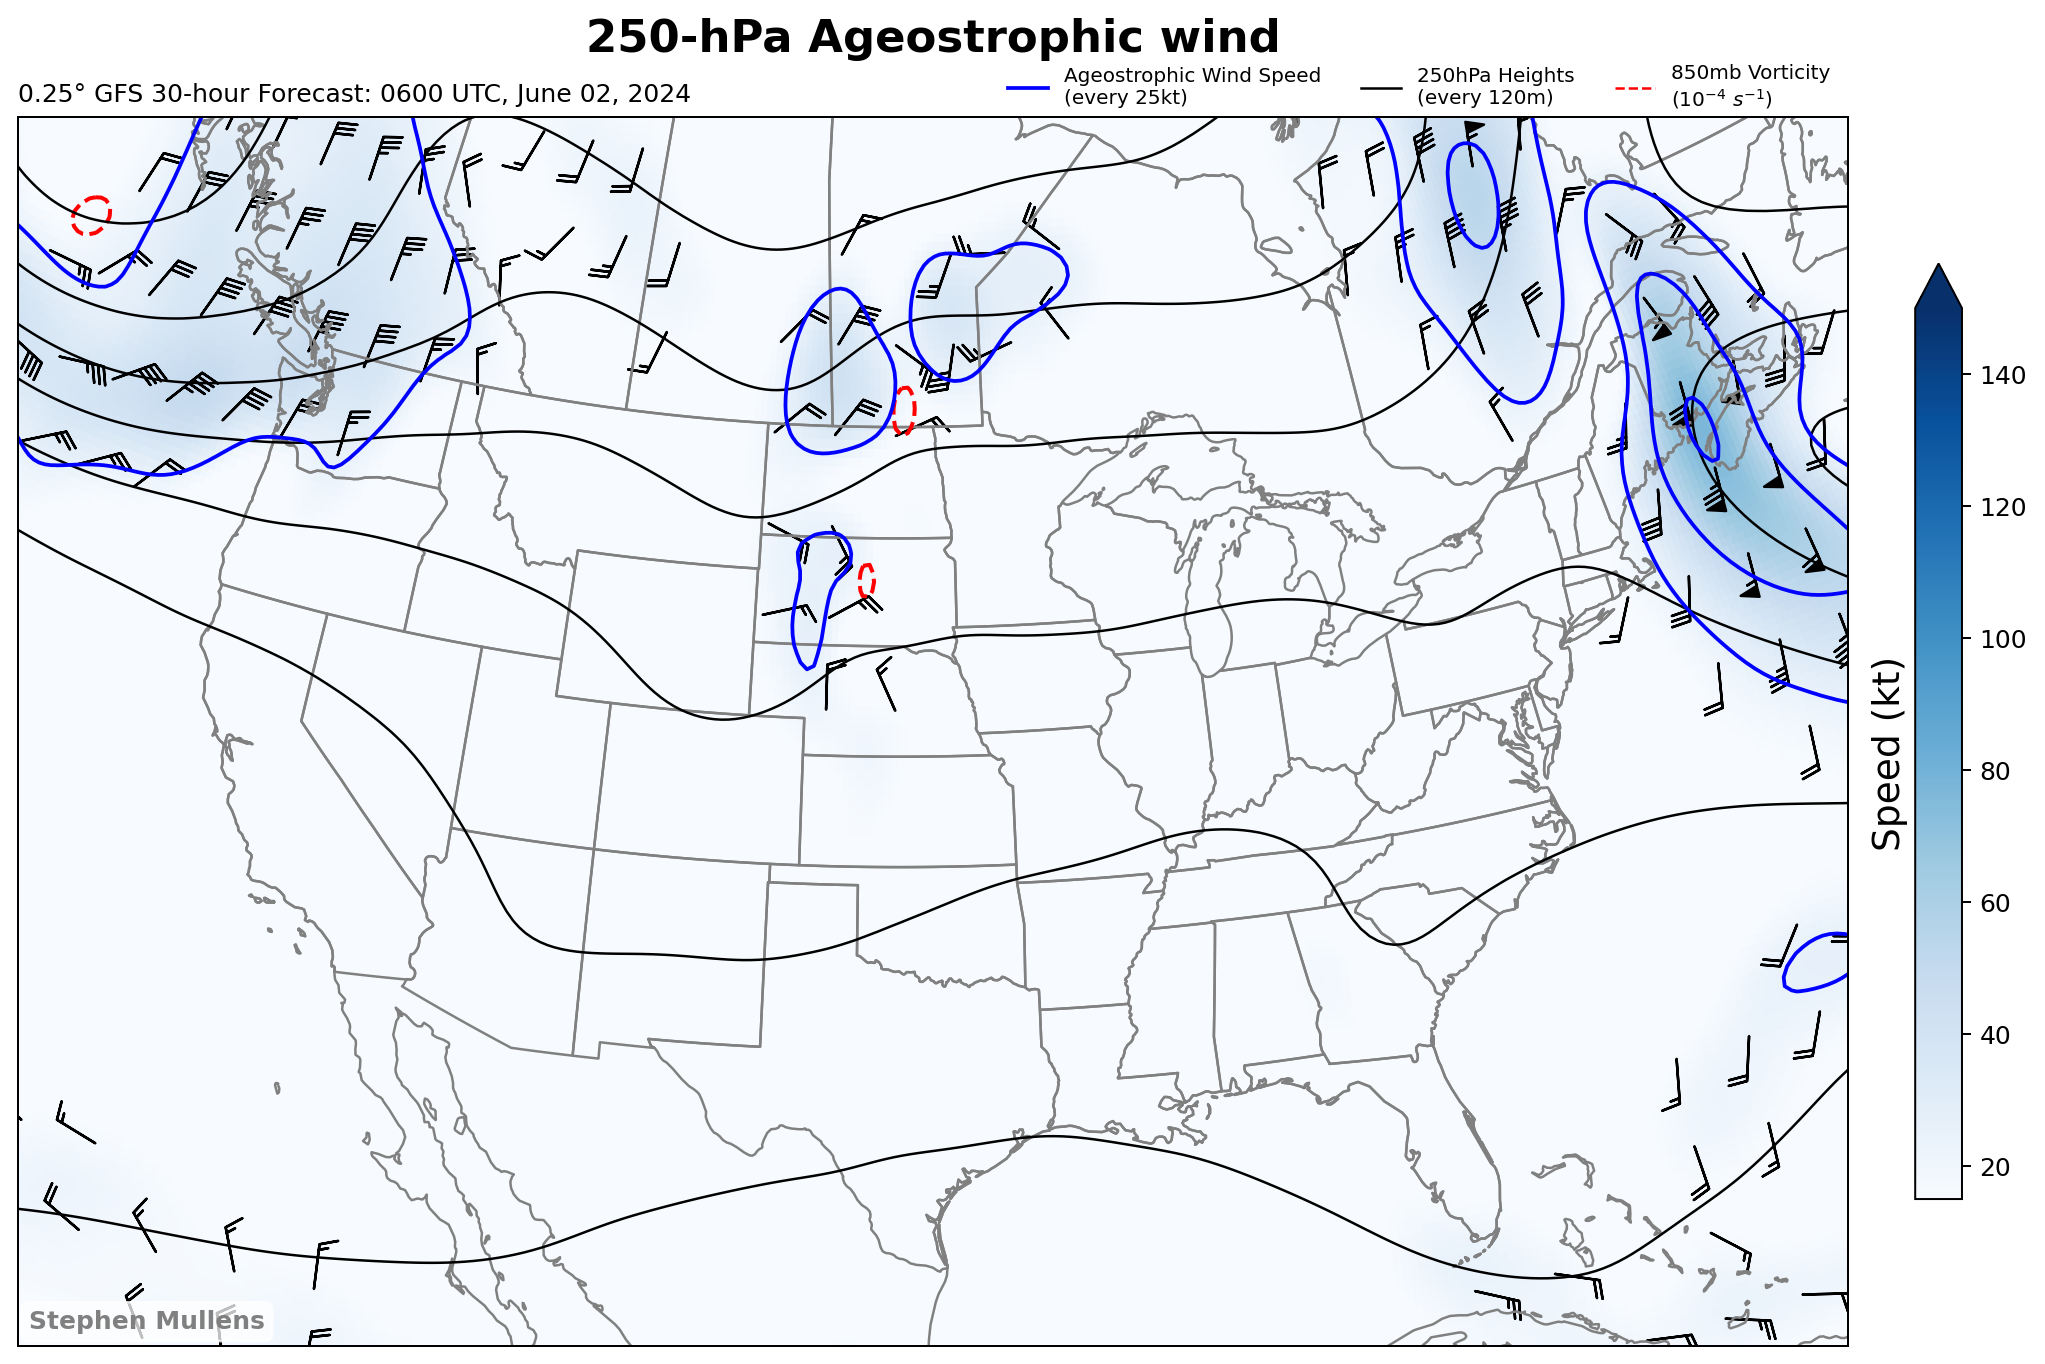 250-hPa Ageostrophic wind
0.25° GFS 30-hour Forecast: 0600 UTC, June 02, 2024
Ageostrophic Wind Speed
(every 25kt)
250hPa Heights
(every 120m)
850mb Vorticity
(10⁻⁴ s⁻¹)
140
120
100
80
60
40
20
Speed (kt)
Stephen Mullens